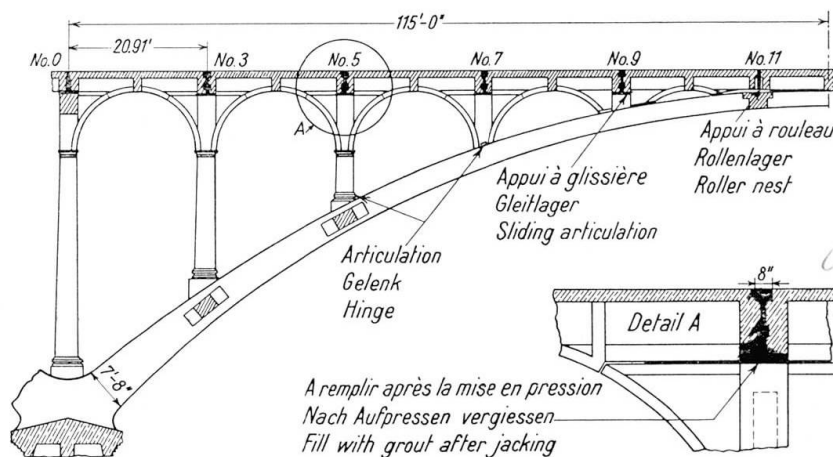 115'-0"
20.91'
No.0
No.3
No.5
No.7
No.9
No.11
A
Appui à rouleau
Rollenlager
Roller nest
Appui à glissière
Gleitlager
Sliding articulation
Articulation
Gelenk
Hinge
8"
Detail A
7'-8"
A remplir après la mise en pression
Nach Aufpressen vergiessen
Fill with grout after jacking